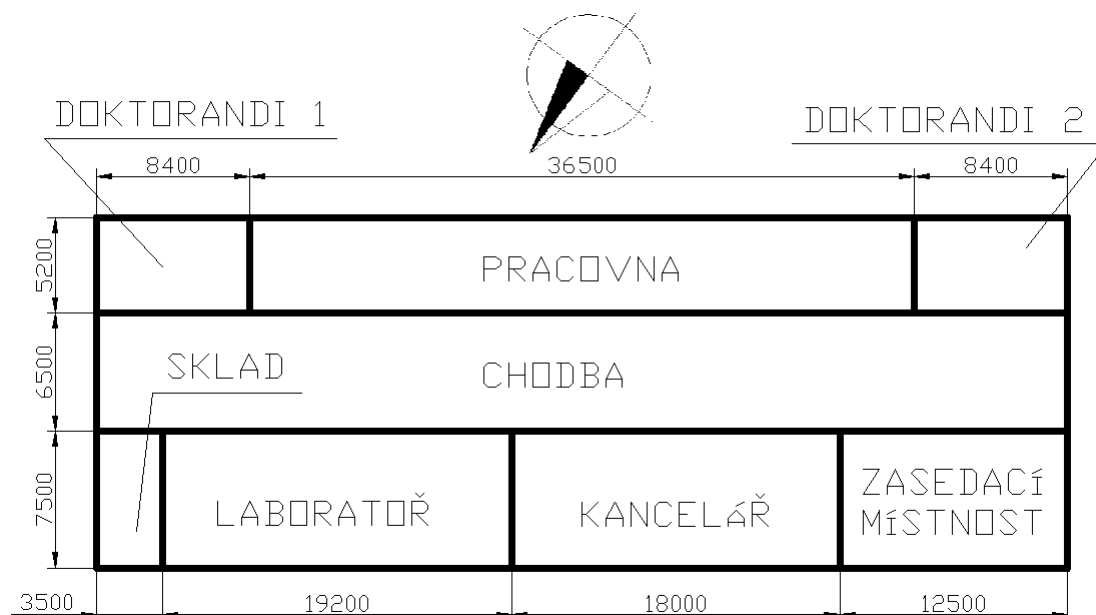 DOKTORANDI 1
DOKTORANDI 2
8400
36500
8400
5200
PRACOVNA
6500
SKLAD
CHODBA
7500
LABORATOŘ
KANCELÁŘ
ZASEDACÍ
MÍSTNOST
3500
19200
18000
12500